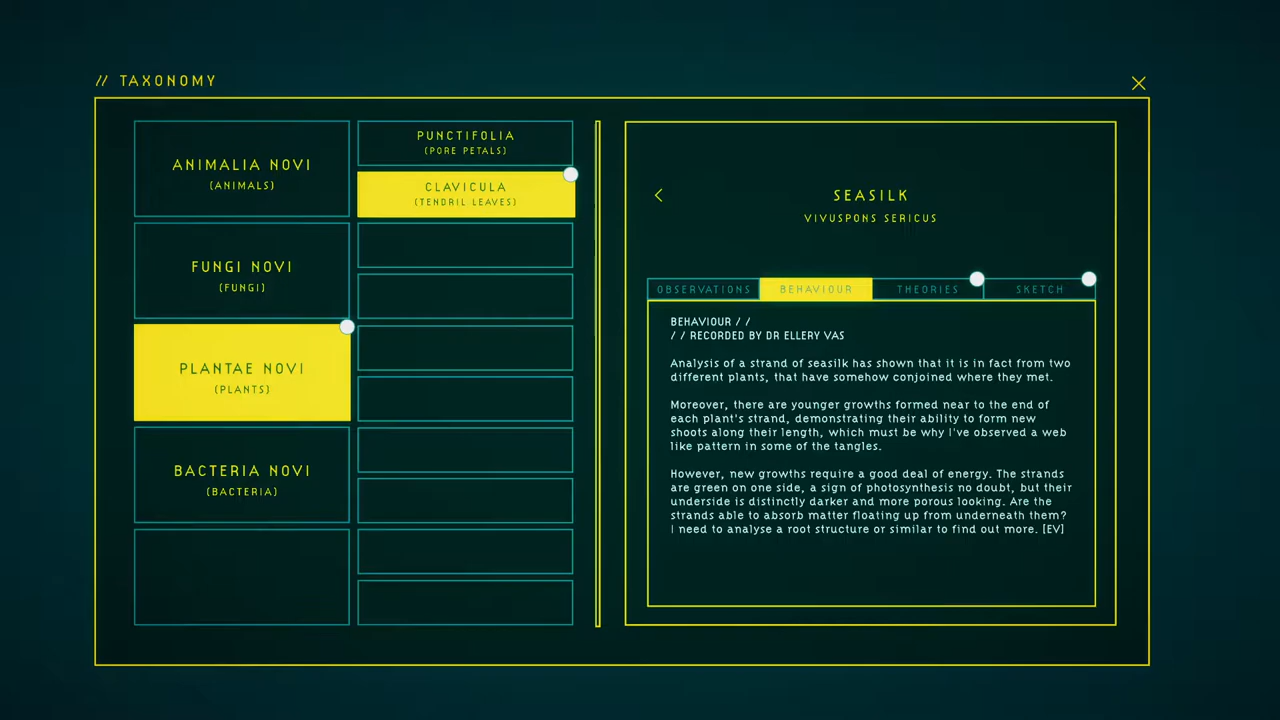 // TAXONOMY
ANIMALIA NOVI
(ANIMALS)
FUNGI NOVI
(FUNGI)
PLANTAE NOVI
(PLANTS)
BACTERIA NOVI
(BACTERIA)
PUNCTIFOLIA
(PORE PETALS)
CLAVICULA
(TENDRIL LEAVES)
SEASILK
VIVUSPONS SERICUS
OBSERVATIONS BEHAVIOUR THEORIES SKETCH
BEHAVIOUR / /
/ / RECORDED BY DR ELLERY VAS
Analysis of a strand of seasilk has shown that it is in fact from two
different plants, that have somehow conjoined where they met.
Moreover, there are younger growths formed near to the end of
each plant's strand, demonstrating their ability to form new
shoots along their length, which must be why I've observed a web
like pattern in some of the tangles.
However, new growths require a good deal of energy. The strands
are green on one side, a sign of photosynthesis no doubt, but their
underside is distinctly darker and more porous looking. Are the
strands able to absorb matter floating up from underneath them?
I need to analyse a root structure or similar to find out more. [EV]